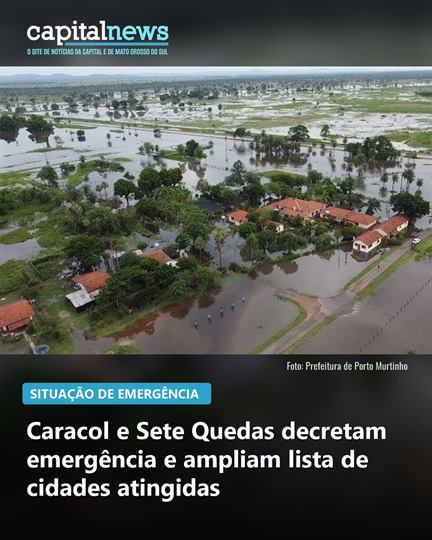 capitalnews
O SITE DE NOTÍCIAS DA CAPITAL E DE MATO GROSSO DO SUL
Foto: Prefeitura de Porto Murtinho
SITUAÇÃO DE EMERGÊNCIA
Caracol e Sete Quedas decretam
emergência e ampliam lista de
cidades atingidas